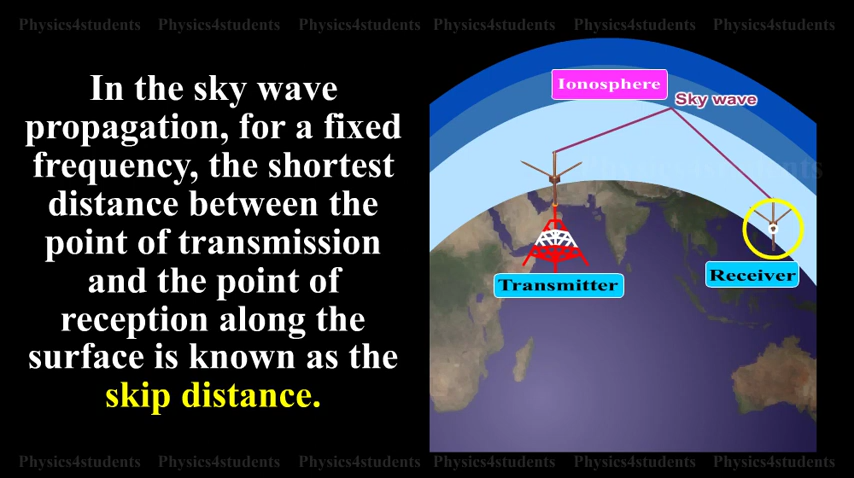 Physics4students Physics4students Physics4students Physics4students Physics4students Physics4students
In the sky wave
propagation, for a fixed
frequency, the shortest
distance between the
point of transmission
and the point of
reception along the
surface is known as the
skip distance.
Ionosphere
Sky wave
Transmitter
Receiver
Physics4students Physics4students Physics4students Physics4students Physics4students Physics4students